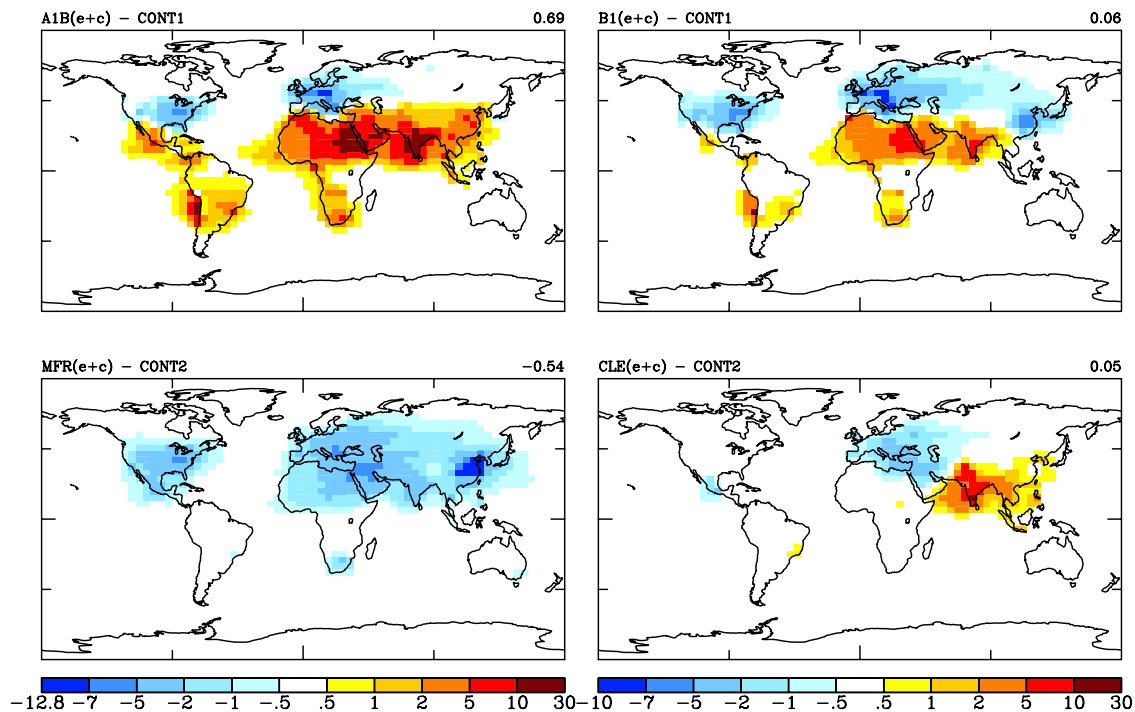 A1B(e+c) – CONT1 0.69
B1(e+c) – CONT1 0.06
MFR(e+c) – CONT2 −0.54
CLE(e+c) – CONT2 0.05
−12.8 −7 −5 −2 −1 −.5 .5 1 2 5 10 30
−10 −7 −5 −2 −1 −.5 .5 1 2 5 10 30